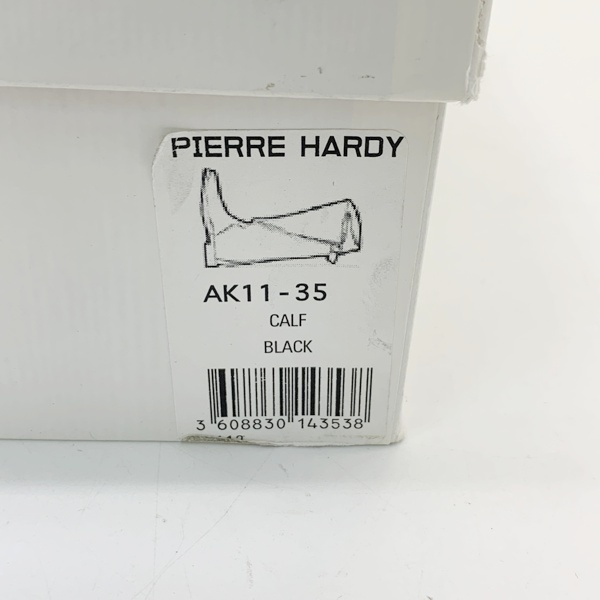 PIERRE HARDY
AK11-35
CALF
BLACK
3 608830 143538